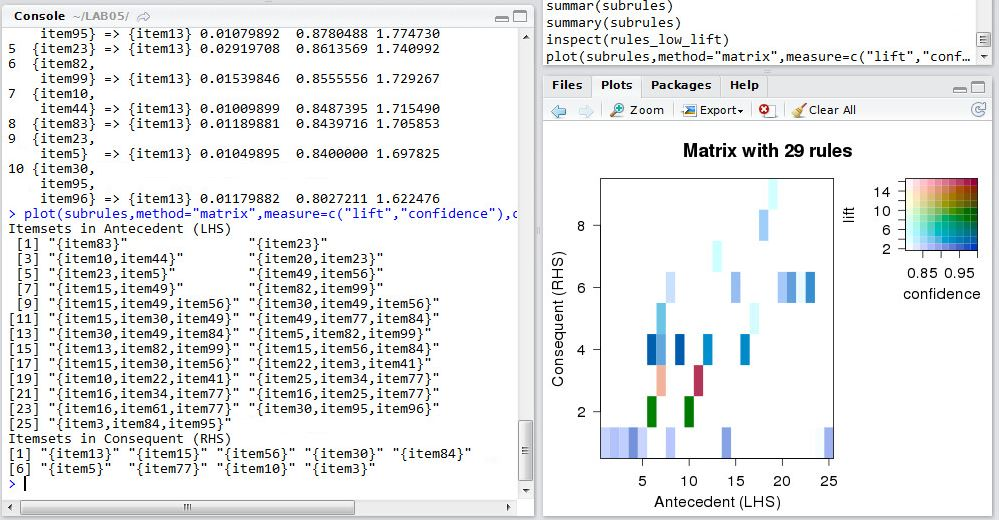 Console ~/LAB05/
item95} => {item13} 0.01079892 0.8780488 1.774730
5 {item23} => {item13} 0.02919708 0.8613569 1.740992
6 {item82,
item99} => {item13} 0.01539846 0.8555556 1.729267
7 {item10,
item44} => {item13} 0.01009899 0.8487395 1.715490
8 {item83} => {item13} 0.01189881 0.8439716 1.705853
9 {item23,
item5} => {item13} 0.01049895 0.8400000 1.697825
10 {item30,
item95,
item96} => {item13} 0.01179882 0.8027211 1.622476
> plot(subrules,method="matrix",measure=c("lift","confidence"),c
Itemsets in Antecedent (LHS)
[1] "{item83}" "{item23}"
[3] "{item10,item44}" "{item20,item23}"
[5] "{item23,item5}" "{item49,item56}"
[7] "{item15,item49}" "{item82,item99}"
[9] "{item15,item49,item56}" "{item30,item49,item56}"
[11] "{item15,item30,item49}" "{item49,item77,item84}"
[13] "{item30,item49,item84}" "{item5,item82,item99}"
[15] "{item13,item82,item99}" "{item15,item56,item84}"
[17] "{item15,item30,item56}" "{item22,item3,item41}"
[19] "{item10,item22,item41}" "{item25,item34,item77}"
[21] "{item16,item34,item77}" "{item16,item25,item77}"
[23] "{item16,item61,item77}" "{item30,item95,item96}"
[25] "{item3,item84,item95}"
Itemsets in Consequent (RHS)
[1] "{item13}" "{item15}" "{item56}" "{item30}" "{item84}"
[6] "{item5}" "{item77}" "{item10}" "{item3}"
>
summar(subrules)
summary(subrules)
inspect(rules_low_lift)
plot(subrules,method="matrix",measure=c("lift","conf…
Files Plots Packages Help
Zoom Export Clear All
Matrix with 29 rules
8
6
4
2
Consequent (RHS)
5 10 15 20 25
Antecedent (LHS)
lift
14
10
6
2
0.85 0.95
confidence